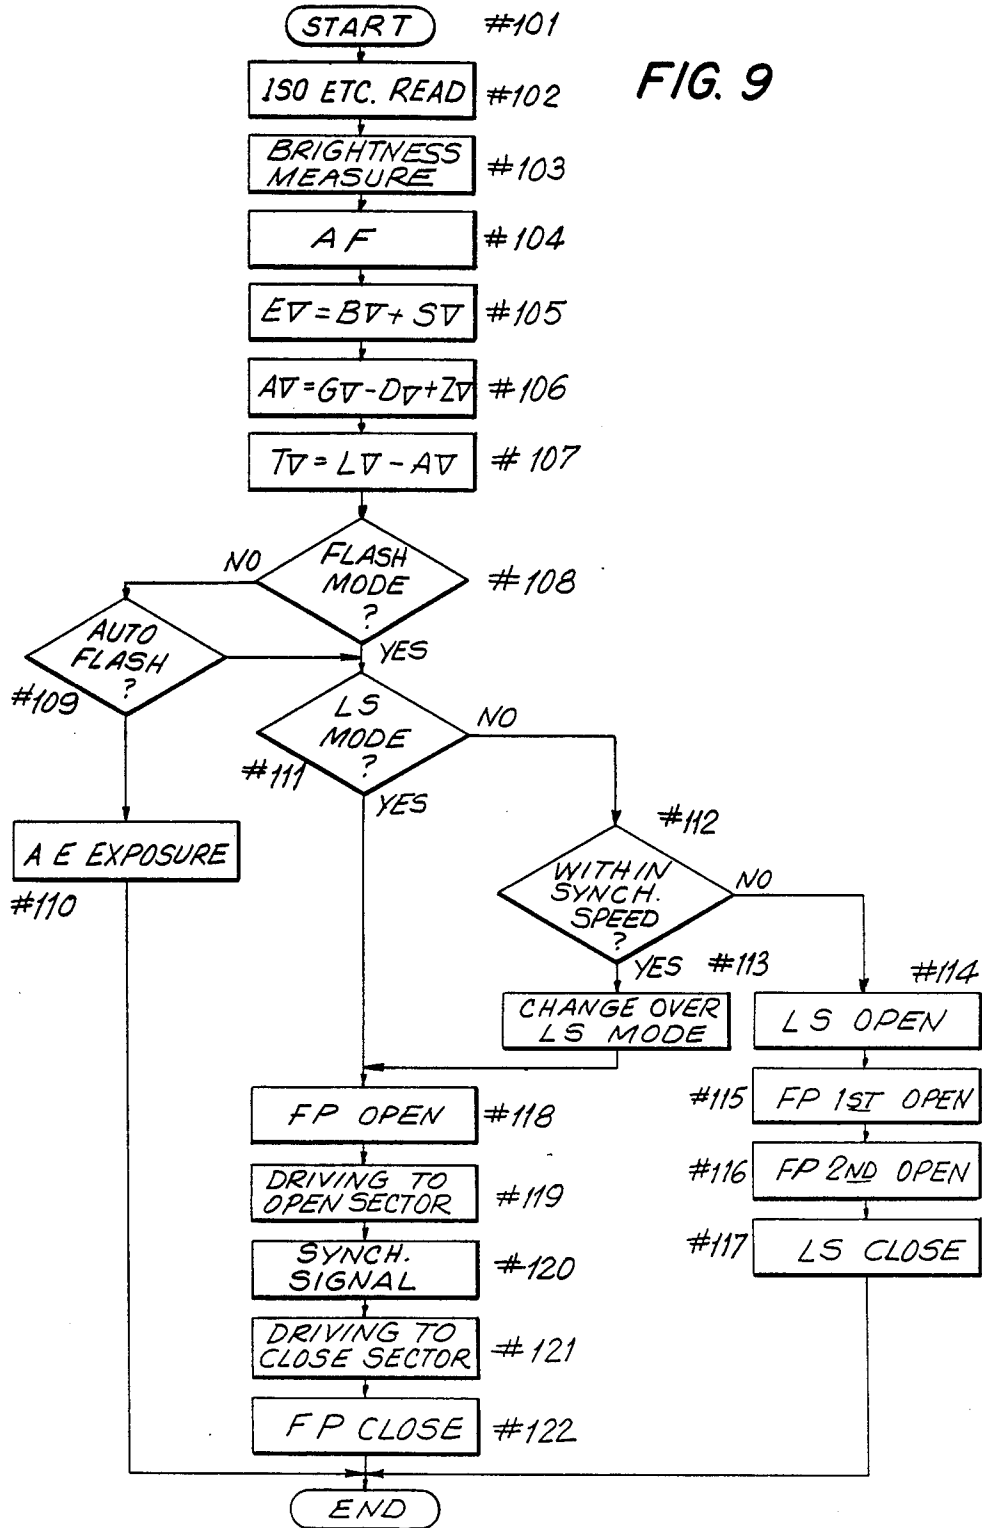 START #101
FIG. 9
ISO ETC. READ #102
BRIGHTNESS
MEASURE #103
AF #104
EV = BV + SV #105
AV = GV - DV + ZV #106
TV = LV - AV #107
FLASH
MODE
?
#108
NO
YES
AUTO
FLASH
?
#109
LS
MODE
?
#111
NO
YES
A E EXPOSURE
#110
#112
WITHIN
SYNCH.
SPEED
?
NO
YES #113
CHANGE OVER
LS MODE
#114
LS OPEN
#115 FP 1ST OPEN
#116 FP 2ND OPEN
#117 LS CLOSE
FP OPEN #118
DRIVING TO
OPEN SECTOR #119
SYNCH.
SIGNAL #120
DRIVING TO
CLOSE SECTOR #121
FP CLOSE #122
END